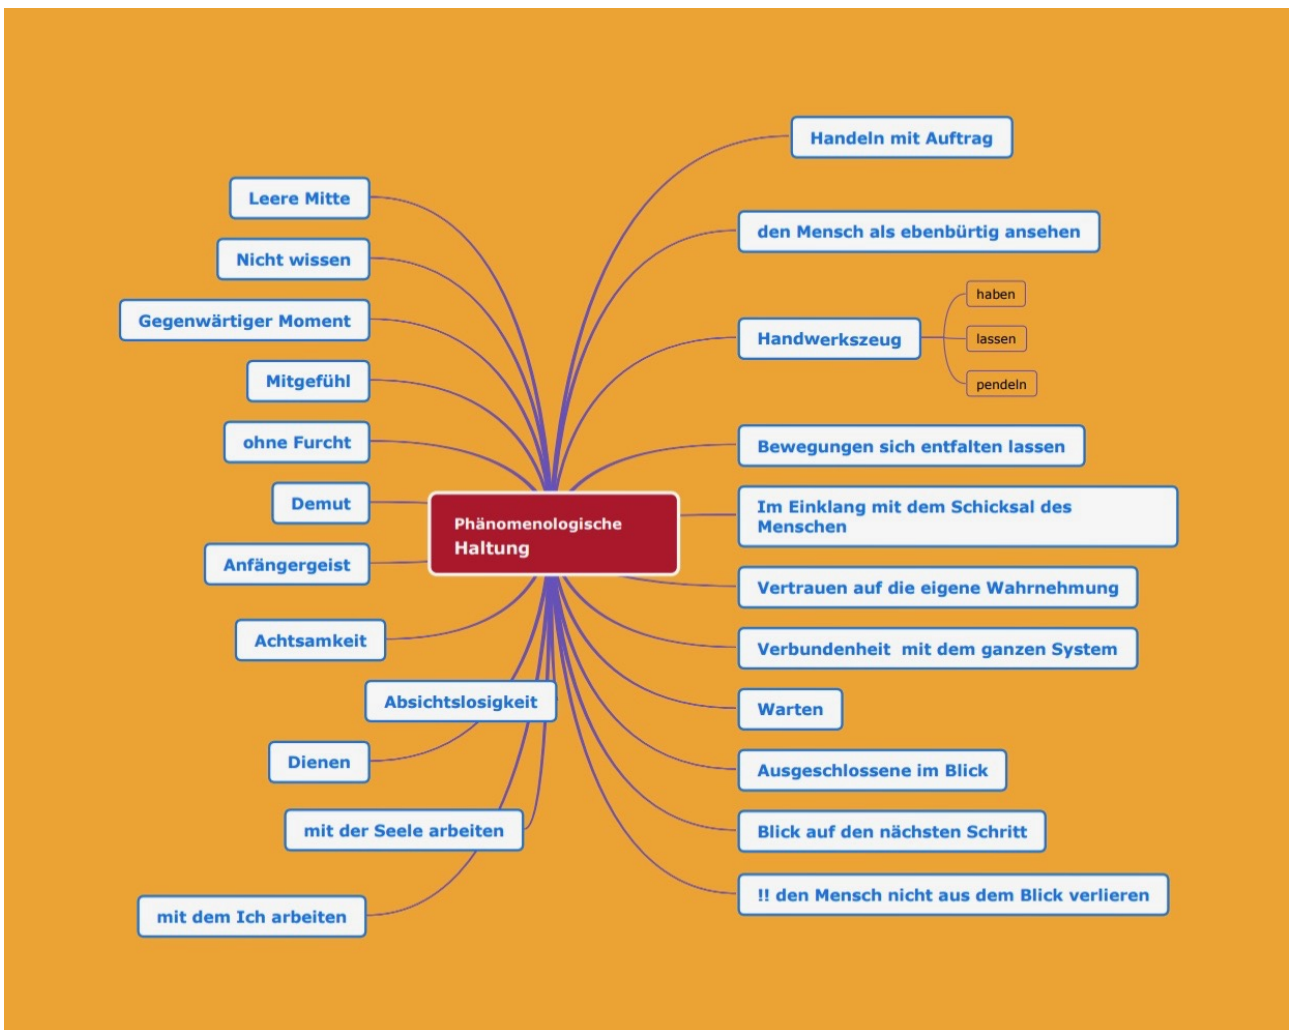 Phänomenologische
Haltung
Leere Mitte
Nicht wissen
Gegenwärtiger Moment
Mitgefühl
ohne Furcht
Demut
Anfängergeist
Achtsamkeit
Absichtslosigkeit
Dienen
mit der Seele arbeiten
mit dem Ich arbeiten
Handeln mit Auftrag
den Mensch als ebenbürtig ansehen
Handwerkszeug
haben
lassen
pendeln
Bewegungen sich entfalten lassen
Im Einklang mit dem Schicksal des
Menschen
Vertrauen auf die eigene Wahrnehmung
Verbundenheit  mit dem ganzen System
Warten
Ausgeschlossene im Blick
Blick auf den nächsten Schritt
!! den Mensch nicht aus dem Blick verlieren